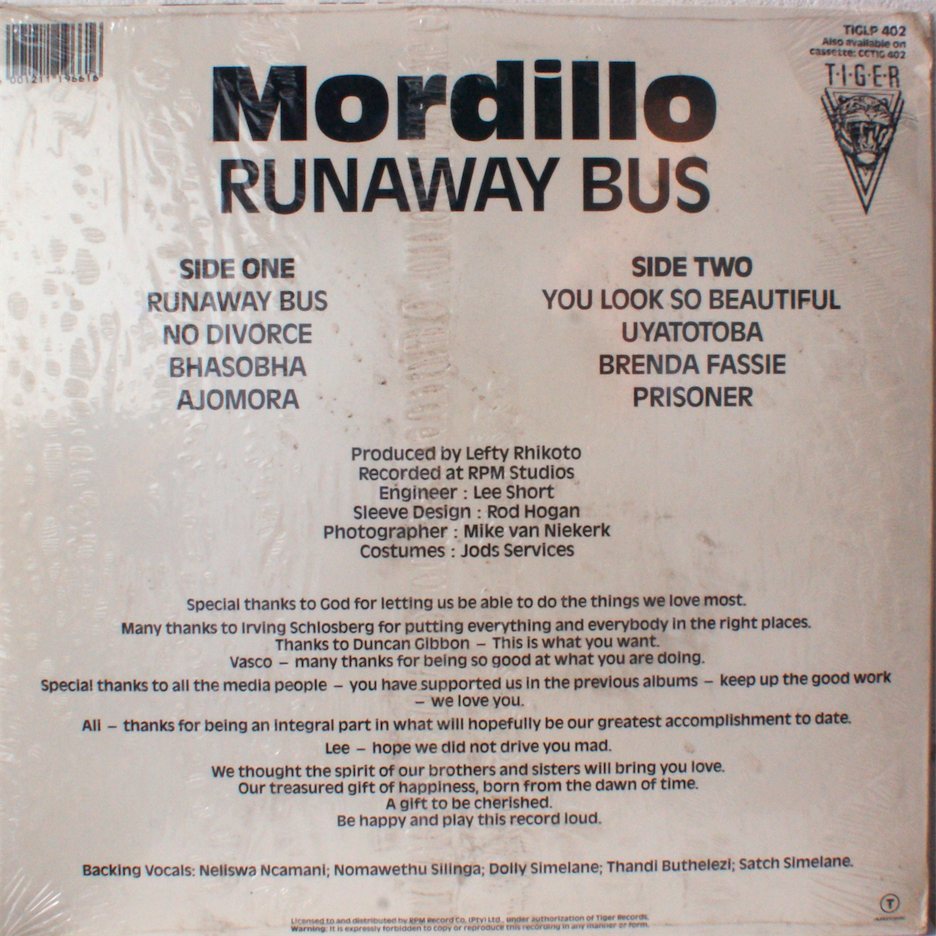 TIGLP 402
Also available on
cassette: CCTIG 402
T·I·G·E·R
Mordillo
RUNAWAY BUS
SIDE ONE
RUNAWAY BUS
NO DIVORCE
BHASOBHA
AJOMORA
SIDE TWO
YOU LOOK SO BEAUTIFUL
UYATOTOBA
BRENDA FASSIE
PRISONER
Produced by Lefty Rhikoto
Recorded at RPM Studios
Engineer : Lee Short
Sleeve Design : Rod Hogan
Photographer : Mike van Niekerk
Costumes : Jods Services
Special thanks to God for letting us be able to do the things we love most.
Many thanks to Irving Schlosberg for putting everything and everybody in the right places.
Thanks to Duncan Gibbon – This is what you want.
Vasco – many thanks for being so good at what you are doing.
Special thanks to all the media people – you have supported us in the previous albums – keep up the good work
– we love you.
Ali – thanks for being an integral part in what will hopefully be our greatest accomplishment to date.
Lee – hope we did not drive you mad.
We thought the spirit of our brothers and sisters will bring you love.
Our treasured gift of happiness, born from the dawn of time.
A gift to be cherished.
Be happy and play this record loud.
Backing Vocals: Neliswa Ncamani; Nomawethu Silinga; Dolly Simelane; Thandi Buthelezi; Satch Simelane.
Licensed to and distributed by RPM Record Co. (Pty) Ltd., under authorization of Tiger Records.
Warning: It is expressly forbidden to copy or reproduce this recording in any manner or form.
T